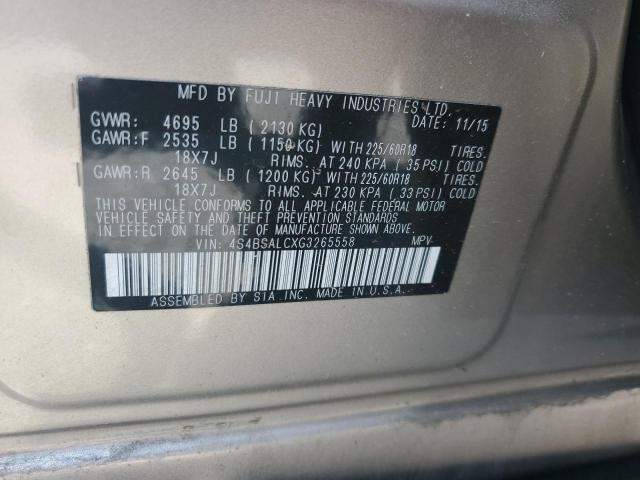 MFD BY FUJI HEAVY INDUSTRIES LTD.
GVWR: 4695 LB (2130 KG) DATE: 11/15
GAWR:F 2535 LB (1150 KG) WITH 225/60R18 TIRES.
18X7J RIMS. AT 240 KPA (35 PSI) COLD
GAWR:R 2645 LB (1200 KG) WITH 225/60R18 TIRES.
18X7J RIMS. AT 230 KPA (33 PSI) COLD
THIS VEHICLE CONFORMS TO ALL APPLICABLE FEDERAL MOTOR
VEHICLE SAFETY AND THEFT PREVENTION STANDARDS
IN EFFECT ON THE DATE OF MANUFACTURE SHOWN ABOVE.
VIN: 4S4BSALCXG3265558 MPV
ASSEMBLED BY SIA INC. MADE IN U.S.A.